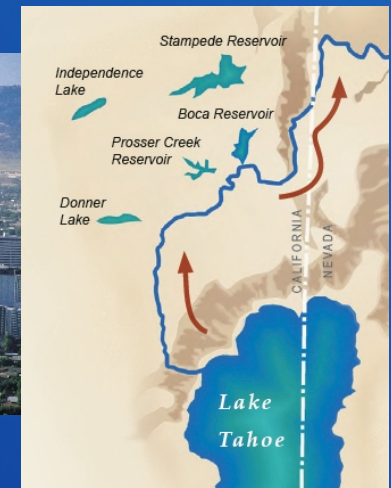 Stampede Reservoir
Independence
Lake
Boca Reservoir
Prosser Creek
Reservoir
Donner
Lake
CALIFORNIA
NEVADA
Lake
Tahoe